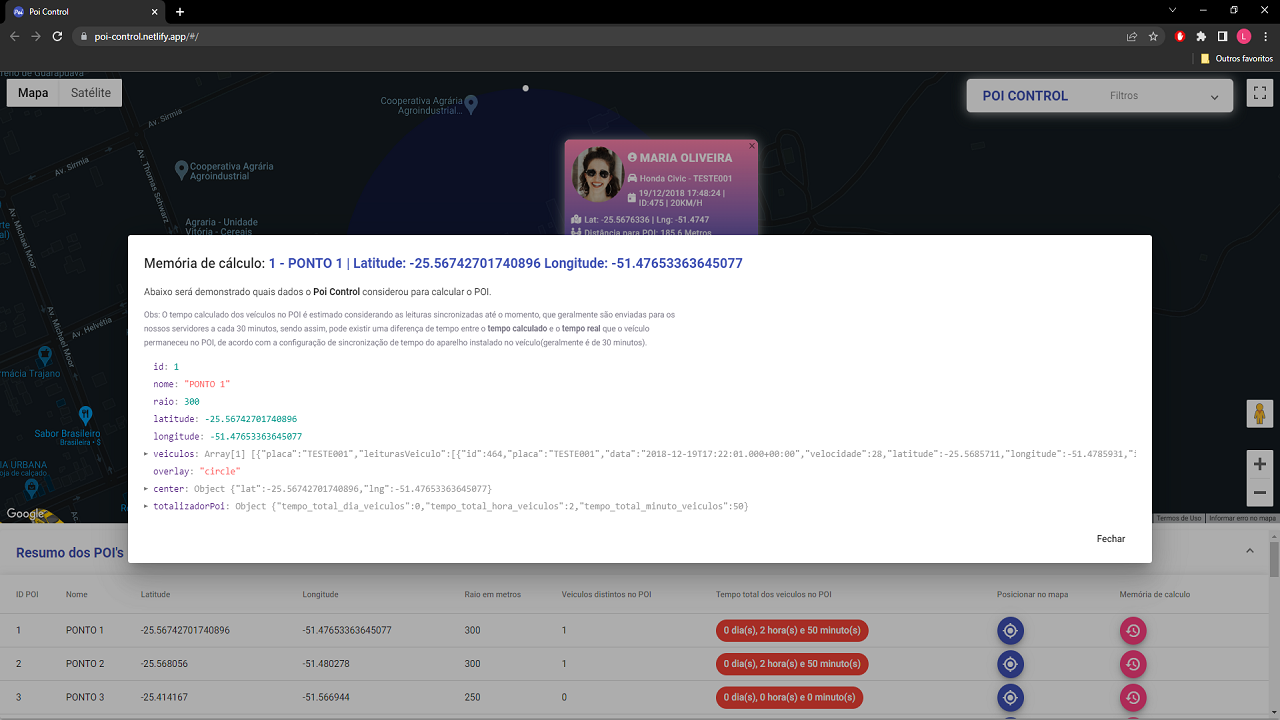 Poi Control
poi-control.netlify.app/#/
L
Outros favoritos
Mapa
Satélite
Cooperativa Agrária
Agroindustrial...
POI CONTROL
Filtros
Av. Sirmia
Av. Sirmia
Av. Thomas Schwarz
Cooperativa Agrária
Agroindustrial
Agraria - Unidade
Vitória - Cereais
Av. Michael Moor
Av. Michael Moor
Av. Helvétia
MARIA OLIVEIRA
Honda Civic - TESTE001
19/12/2018 17:48:24 |
ID:475 | 20KM/H
Lat: -25.5676336 | Lng: -51.4747
Distância para POI: 185.6 Metros
Memória de cálculo: 1 - PONTO 1 | Latitude: -25.56742701740896 Longitude: -51.47653363645077
Abaixo será demonstrado quais dados o Poi Control considerou para calcular o POI.
Obs: O tempo calculado dos veículos no POI é estimado considerando as leituras sincronizadas até o momento, que geralmente são enviadas para os
nossos servidores a cada 30 minutos, sendo assim, pode existir uma diferença de tempo entre o tempo calculado e o tempo real que o veículo
permaneceu no POI, de acordo com a configuração de sincronização de tempo do aparelho instalado no veículo(geralmente é de 30 minutos).
id: 1
nome: "PONTO 1"
raio: 300
latitude: -25.56742701740896
longitude: -51.47653363645077
veiculos: Array[1] [{"placa":"TESTE001","leiturasVeiculo":[{"id":464,"placa":"TESTE001","data":"2018-12-19T17:22:01.000+00:00","velocidade":28,"latitude":-25.5685711,"longitude":-51.4785931,"
overlay: "circle"
center: Object {"lat":-25.56742701740896,"lng":-51.47653363645077}
totalizadorPoi: Object {"tempo_total_dia_veiculos":0,"tempo_total_hora_veiculos":2,"tempo_total_minuto_veiculos":50}
Fechar
rmácia Trajano
Sabor Brasileiro
Brasileira • $
IA URBANA
oja de calçado
Google
Termos de Uso
Informar erro no mapa
Resumo dos POI's
ID POI Nome Latitude Longitude Raio em metros Veiculos distintos no POI Tempo total dos veiculos no POI Posicionar no mapa Memória de calculo
1 PONTO 1 -25.56742701740896 -51.47653363645077 300 1 0 dia(s), 2 hora(s) e 50 minuto(s)
2 PONTO 2 -25.568056 -51.480278 300 1 0 dia(s), 2 hora(s) e 50 minuto(s)
3 PONTO 3 -25.414167 -51.566944 250 0 0 dia(s), 0 hora(s) e 0 minuto(s)